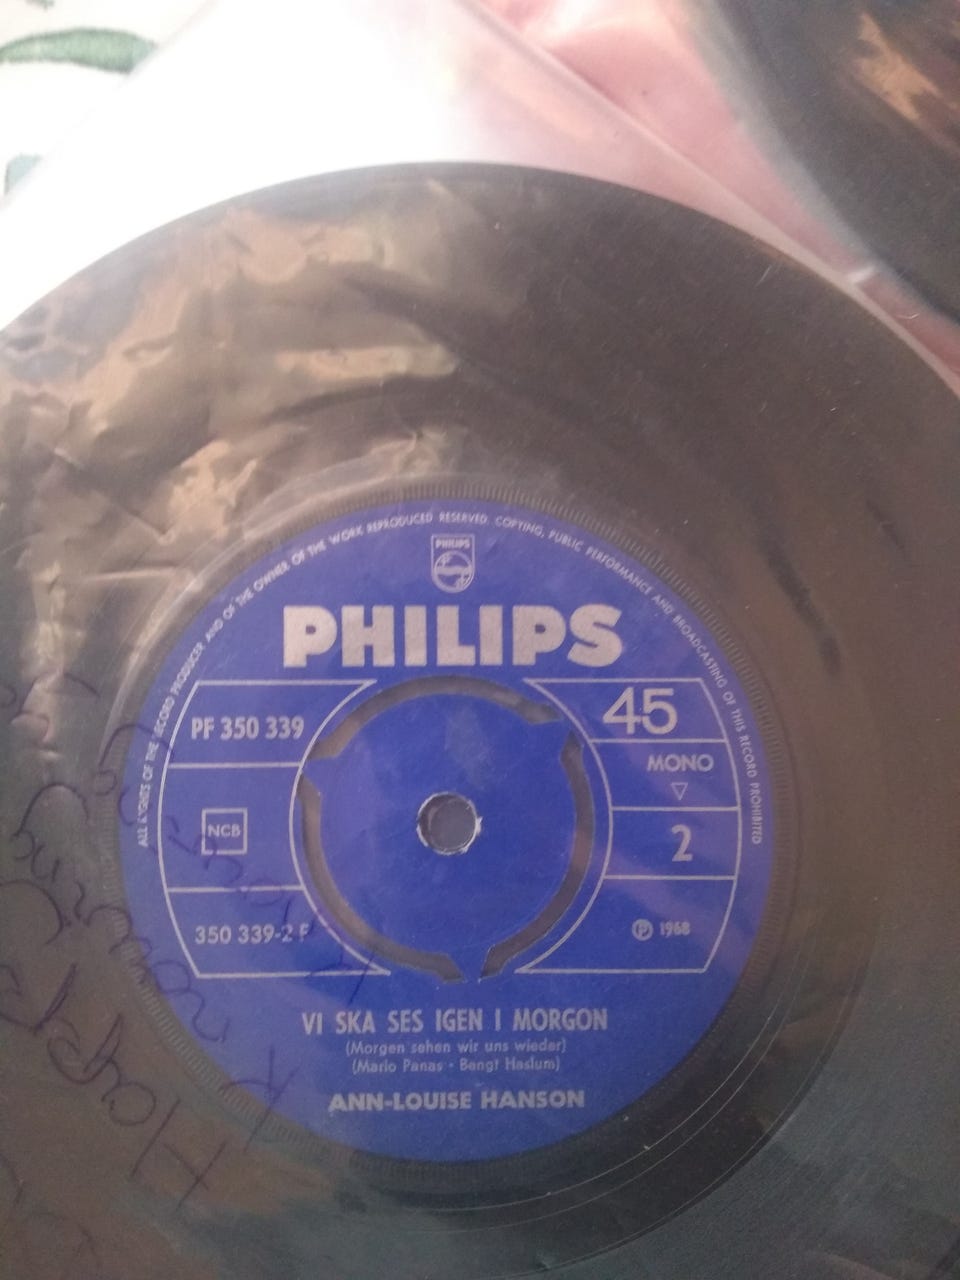 ALL RIGHTS OF THE RECORD PRODUCER AND OF THE OWNER OF THE WORK REPRODUCED RESERVED. COPYING, PUBLIC PERFORMANCE AND BROADCASTING OF THIS RECORD PROHIBITED
PHILIPS
PHILIPS
PF 350 339
45
MONO
▽
NCB
2
350 339-2 F
℗ 1968
VI SKA SES IGEN I MORGON
(Morgen sehen wir uns wieder)
(Mario Panas - Bengt Haslum)
ANN-LOUISE HANSON